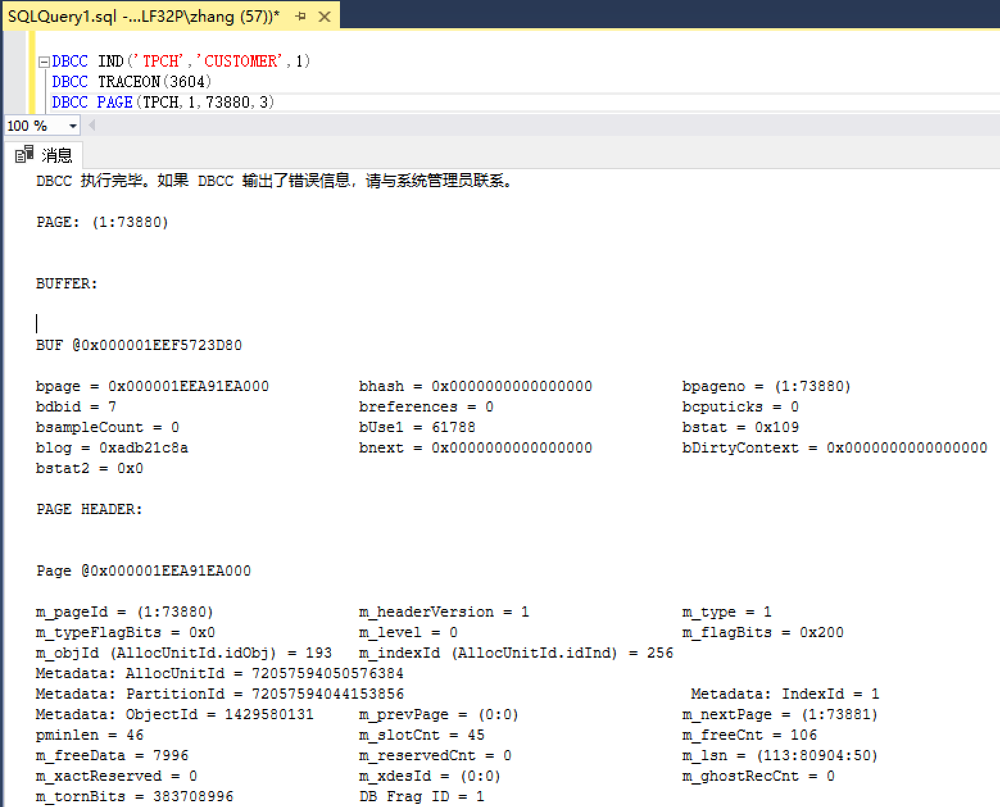 SQLQuery1.sql -...LF32P\zhang (57))*
DBCC IND('TPCH','CUSTOMER',1)
DBCC TRACEON(3604)
DBCC PAGE(TPCH,1,73880,3)
100 %
消息
DBCC 执行完毕。如果 DBCC 输出了错误信息，请与系统管理员联系。
PAGE: (1:73880)
BUFFER:
BUF @0x000001EEF5723D80
bpage = 0x000001EEA91EA000 bhash = 0x0000000000000000 bpageno = (1:73880)
bdbid = 7 breferences = 0 bcputicks = 0
bsampleCount = 0 bUse1 = 61788 bstat = 0x109
blog = 0xadb21c8a bnext = 0x0000000000000000 bDirtyContext = 0x0000000000000000
bstat2 = 0x0
PAGE HEADER:
Page @0x000001EEA91EA000
m_pageId = (1:73880) m_headerVersion = 1 m_type = 1
m_typeFlagBits = 0x0 m_level = 0 m_flagBits = 0x200
m_objId (AllocUnitId.idObj) = 193 m_indexId (AllocUnitId.idInd) = 256
Metadata: AllocUnitId = 72057594050576384
Metadata: PartitionId = 72057594044153856 Metadata: IndexId = 1
Metadata: ObjectId = 1429580131 m_prevPage = (0:0) m_nextPage = (1:73881)
pminlen = 46 m_slotCnt = 45 m_freeCnt = 106
m_freeData = 7996 m_reservedCnt = 0 m_lsn = (113:80904:50)
m_xactReserved = 0 m_xdesId = (0:0) m_ghostRecCnt = 0
m_tornBits = 383708996 DB Frag ID = 1